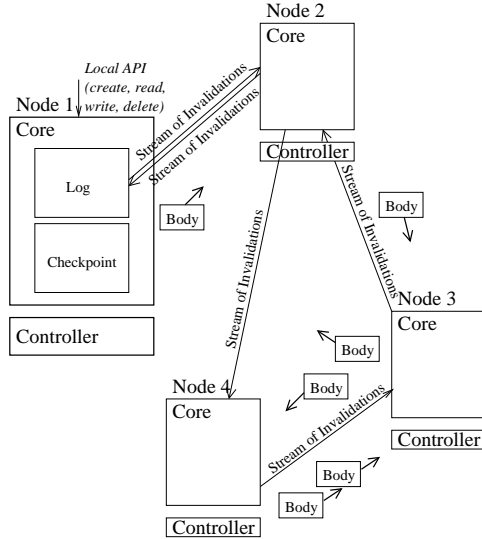 Node 2
Core
Controller
Local API
(create, read,
write, delete)
Node 1
Core
Log
Checkpoint
Controller
Stream of Invalidations
Stream of Invalidations
Body
Body
Stream of Invalidations
Stream of Invalidations
Node 3
Core
Controller
Body
Body
Node 4
Core
Controller
Stream of Invalidations
Body
Body